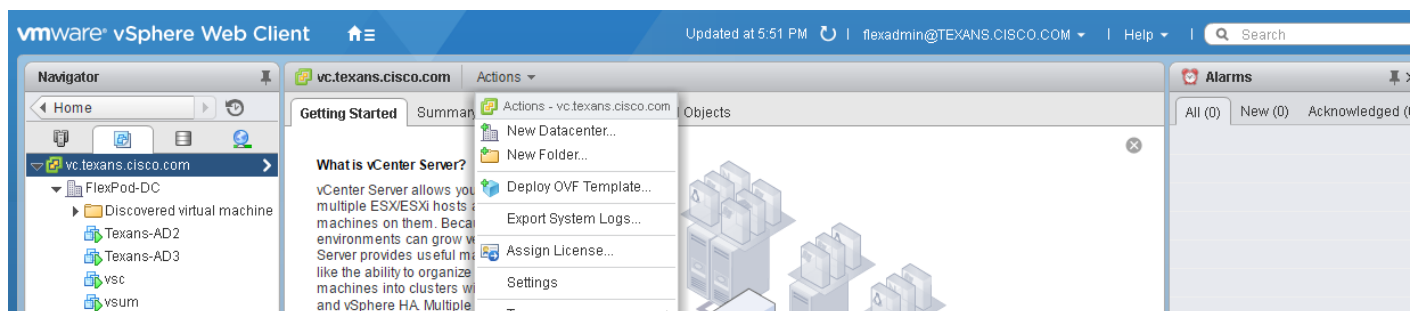 vmware® vSphere Web Client
Updated at 5:51 PM | flexadmin@TEXANS.CISCO.COM | Help | Search
Navigator
Home
vc.texans.cisco.com
FlexPod-DC
Discovered virtual machine
Texans-AD2
Texans-AD3
vsc
vsum
vc.texans.cisco.com Actions
Getting Started Objects
What is vCenter Server?
vCenter Server allows you
multiple ESX/ESXi hosts
machines on them.
environments can grow
Server provides useful
like the ability to organize
machines into clusters
and vSphere HA. Multiple
Actions - vc.texans.cisco.com
New Datacenter...
New Folder...
Deploy OVF Template...
Export System Logs...
Assign License...
Settings
Alarms
All (0) New (0) Acknowledged